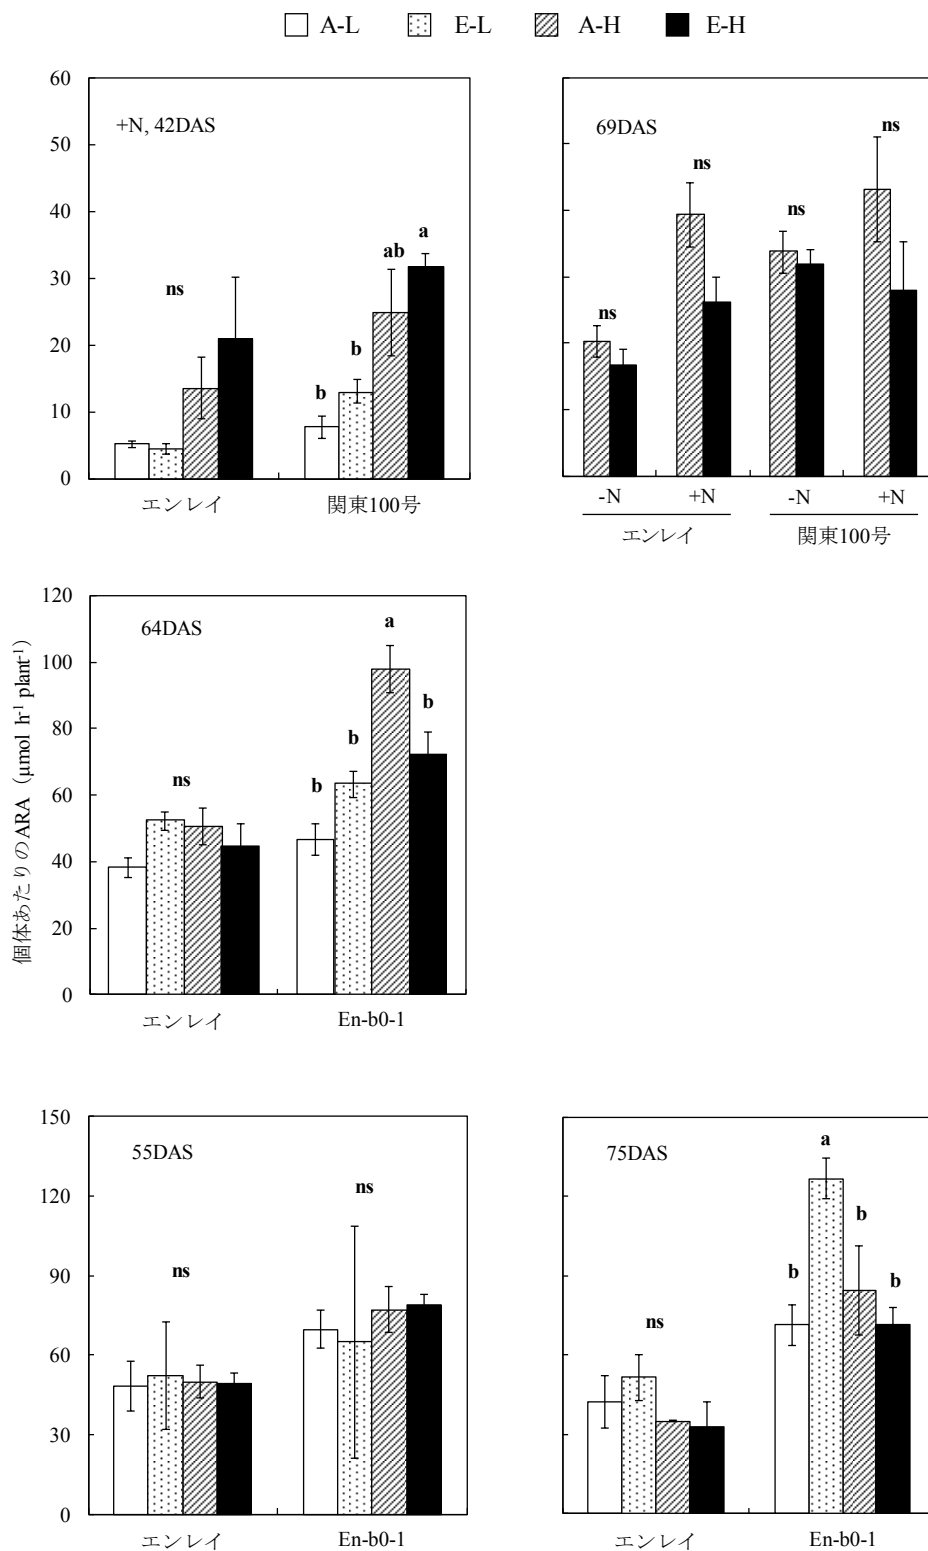 A-L E-L A-H E-H
60
50
40
30
20
10
0
+N, 42DAS
ns
b
b
ab
a
エンレイ 関東100号
69DAS
ns
ns
ns
ns
-N +N -N +N
エンレイ 関東100号
個体あたりのARA（μmol h-1 plant-1）
120
100
80
60
40
20
0
64DAS
ns
b
b
a
b
エンレイ En-b0-1
150
120
90
60
30
0
55DAS
ns
ns
エンレイ En-b0-1
75DAS
ns
b
a
b
b
エンレイ En-b0-1